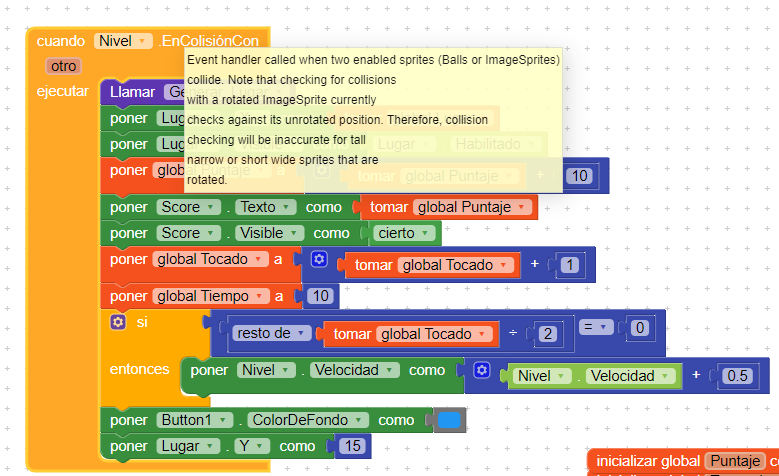 cuando Nivel .EnColisiónCon
otro
Event handler called when two enabled sprites (Balls or ImageSprites)
collide. Note that checking for collisions
with a rotated ImageSprite currently
checks against its unrotated position. Therefore, collision
checking will be inaccurate for tall
narrow or short wide sprites that are
rotated.
ejecutar Llamar
poner
poner Lugar Habilitado
poner global Puntaje a tomar global Puntaje + 10
poner Score . Texto como tomar global Puntaje
poner Score . Visible como cierto
poner global Tocado a tomar global Tocado + 1
poner global Tiempo a 10
si resto de tomar global Tocado ÷ 2 = 0
entonces poner Nivel . Velocidad como Nivel . Velocidad + 0.5
poner Button1 . ColorDeFondo como
poner Lugar . Y como 15
inicializar global Puntaje